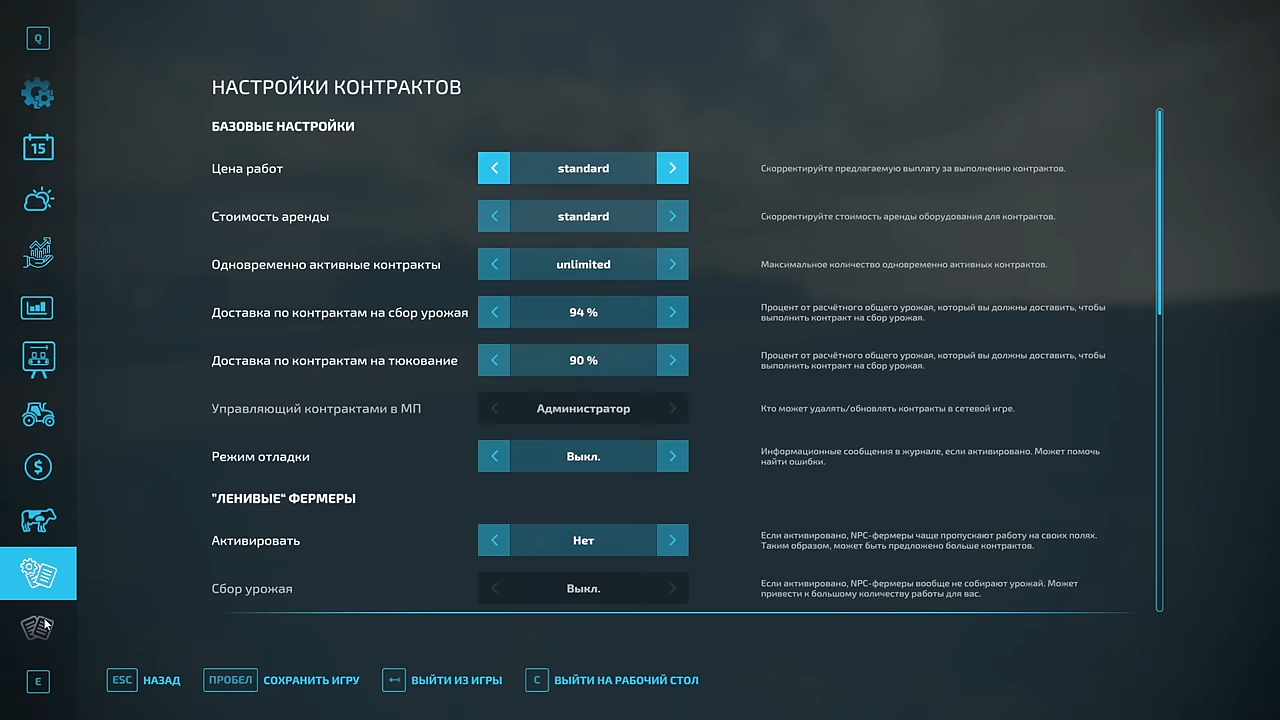 Q
НАСТРОЙКИ КОНТРАКТОВ
БАЗОВЫЕ НАСТРОЙКИ
15
Цена работ
standard
Скорректируйте предлагаемую выплату за выполнению контрактов.
Стоимость аренды
standard
Скорректируйте стоимость аренды оборудования для контрактов.
Одновременно активные контракты
unlimited
Максимальное количество одновременно активных контрактов.
Доставка по контрактам на сбор урожая
94 %
Процент от расчётного общего урожая, который вы должны доставить, чтобы
выполнить контракт на сбор урожая.
Доставка по контрактам на тюкование
90 %
Процент от расчётного общего урожая, который вы должны доставить, чтобы
выполнить контракт на сбор урожая.
Управляющий контрактами в МП
Администратор
Кто может удалять/обновлять контракты в сетевой игре.
Режим отладки
Выкл.
Информационные сообщения в журнале, если активировано. Может помочь
найти ошибки.
"ЛЕНИВЫЕ“ ФЕРМЕРЫ
Активировать
Нет
Если активировано, NPC-фермеры чаще пропускают работу на своих полях.
Таким образом, может быть предложено больше контрактов.
Сбор урожая
Выкл.
Если активировано, NPC-фермеры вообще не собирают урожай. Может
привести к большому количеству работы для вас.
E
ESC НАЗАД
ПРОБЕЛ СОХРАНИТЬ ИГРУ
ВЫЙТИ ИЗ ИГРЫ
C ВЫЙТИ НА РАБОЧИЙ СТОЛ